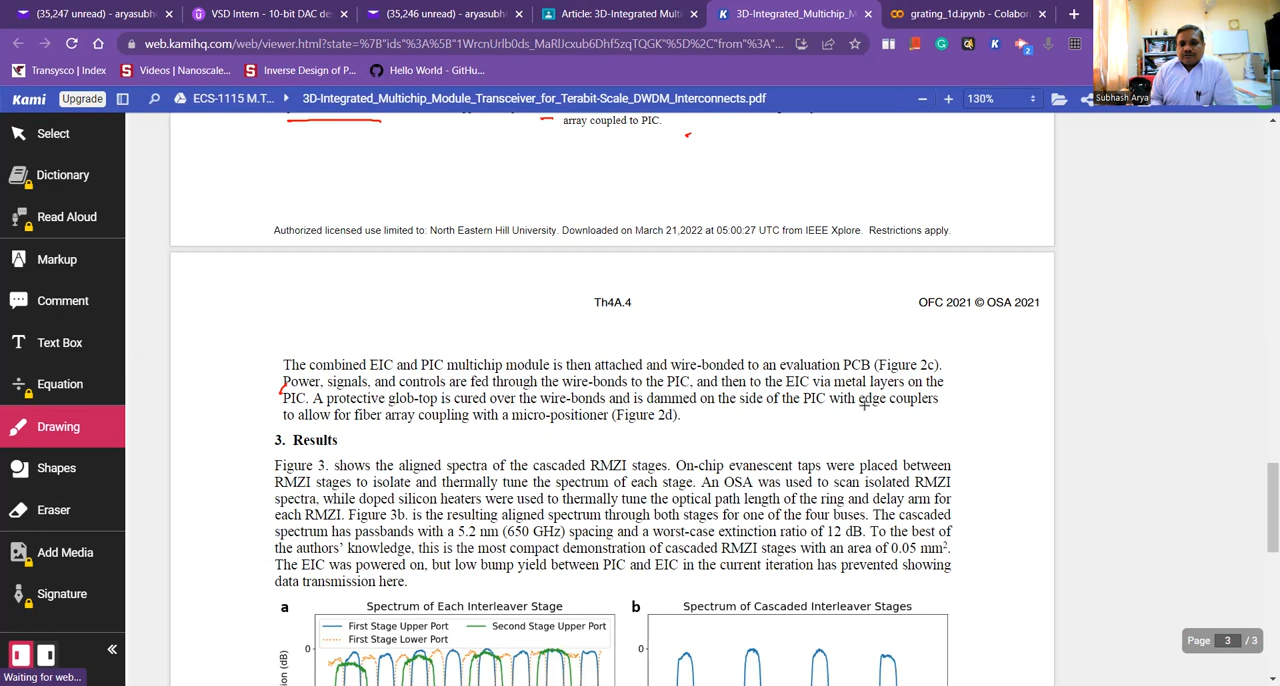 (35,247 unread) - aryasubh
VSD Intern - 10-bit DAC de
(35,246 unread) - aryasubh
Article: 3D-Integrated Multi
3D-Integrated_Multichip_M
grating_1d.ipynb - Colabor
web.kamihq.com/web/viewer.html?state=%7B"ids"%3A%5B"1WrcnUrlb0ds_MaRlJcxub6Dhf5zqTQGK"%5D%2C"from"%3A"...
2
Transysco | Index
Videos | Nanoscale...
Inverse Design of P...
Hello World - GitHu...
Subhash Arya
Kami
Upgrade
ECS-1115 M.T...
3D-Integrated_Multichip_Module_Transceiver_for_Terabit-Scale_DWDM_Interconnects.pdf
130%
Select
Dictionary
Read Aloud
Markup
Comment
Text Box
Equation
Drawing
Shapes
Eraser
Add Media
Signature
Waiting for web...
array coupled to PIC.
Authorized licensed use limited to: North Eastern Hill University. Downloaded on March 21,2022 at 05:00:27 UTC from IEEE Xplore. Restrictions apply.
Th4A.4
OFC 2021 © OSA 2021
The combined EIC and PIC multichip module is then attached and wire-bonded to an evaluation PCB (Figure 2c).
Power, signals, and controls are fed through the wire-bonds to the PIC, and then to the EIC via metal layers on the
PIC. A protective glob-top is cured over the wire-bonds and is dammed on the side of the PIC with edge couplers
to allow for fiber array coupling with a micro-positioner (Figure 2d).
3. Results
Figure 3. shows the aligned spectra of the cascaded RMZI stages. On-chip evanescent taps were placed between
RMZI stages to isolate and thermally tune the spectrum of each stage. An OSA was used to scan isolated RMZI
spectra, while doped silicon heaters were used to thermally tune the optical path length of the ring and delay arm for
each RMZI. Figure 3b. is the resulting aligned spectrum through both stages for one of the four buses. The cascaded
spectrum has passbands with a 5.2 nm (650 GHz) spacing and a worst-case extinction ratio of 12 dB. To the best of
the authors' knowledge, this is the most compact demonstration of cascaded RMZI stages with an area of 0.05 mm².
The EIC was powered on, but low bump yield between PIC and EIC in the current iteration has prevented showing
data transmission here.
a
Spectrum of Each Interleaver Stage
First Stage Upper Port
Second Stage Upper Port
First Stage Lower Port
0
(dB)
b
Spectrum of Cascaded Interleaver Stages
0
Page 3 / 3